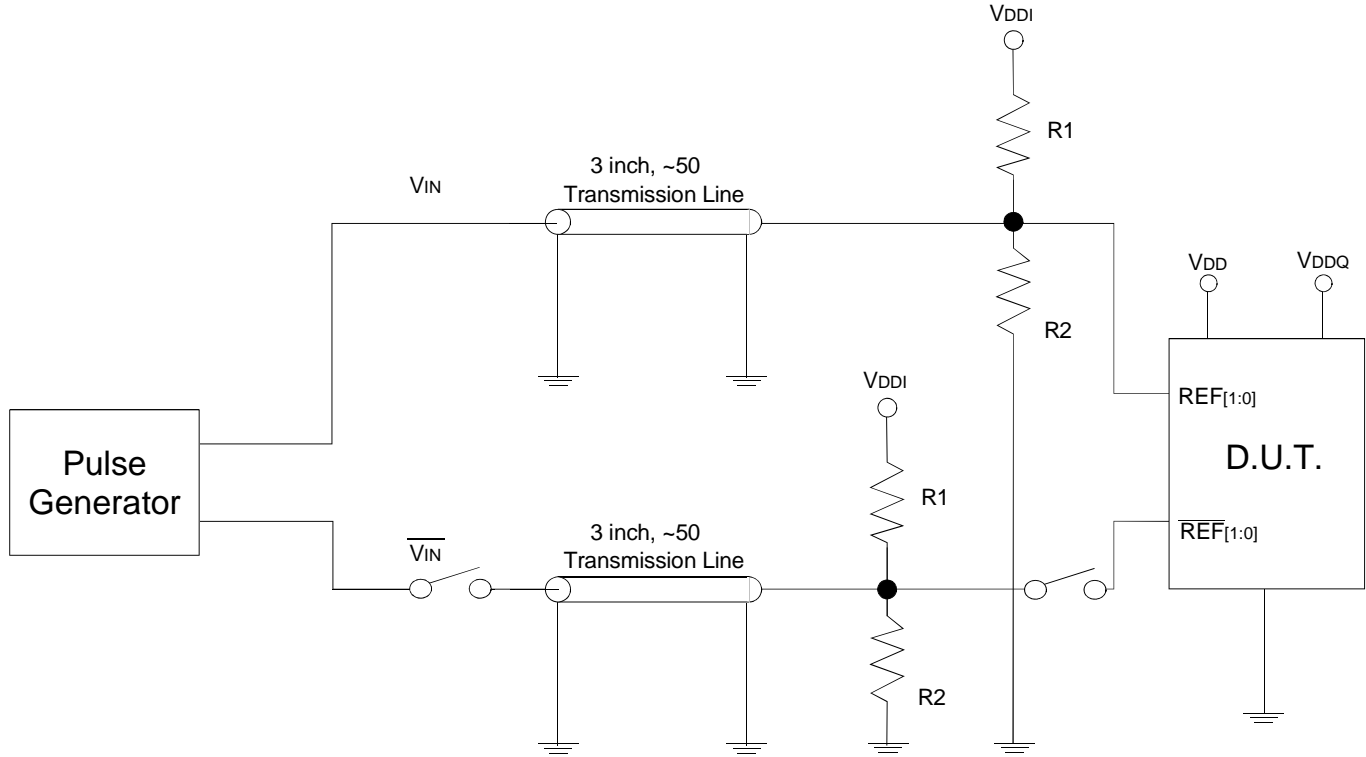 VDDI
R1
3 inch, ~50
Transmission Line
VIN
R2
VDD
VDDQ
VDDI
REF[1:0]
D.U.T.
Pulse
Generator
R1
REF[1:0]
3 inch, ~50
Transmission Line
VIN
R2